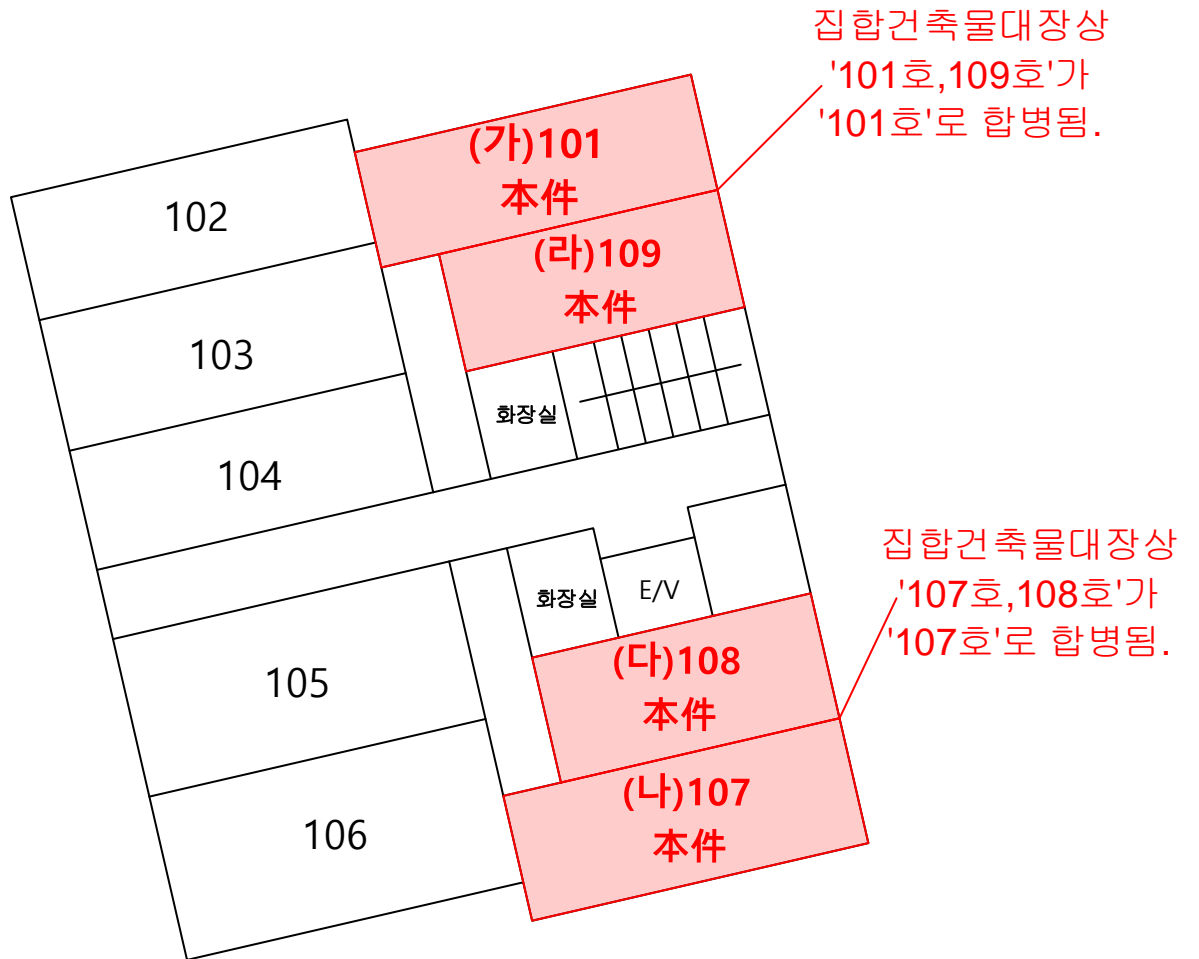 집합건축물대장상
'101호,109호'가
'101호'로 합병됨.
(가)101
本件
102
(라)109
本件
103
화장실
104
집합건축물대장상
'107호,108호'가
'107호'로 합병됨.
화장실
E/V
(다)108
本件
105
(나)107
本件
106